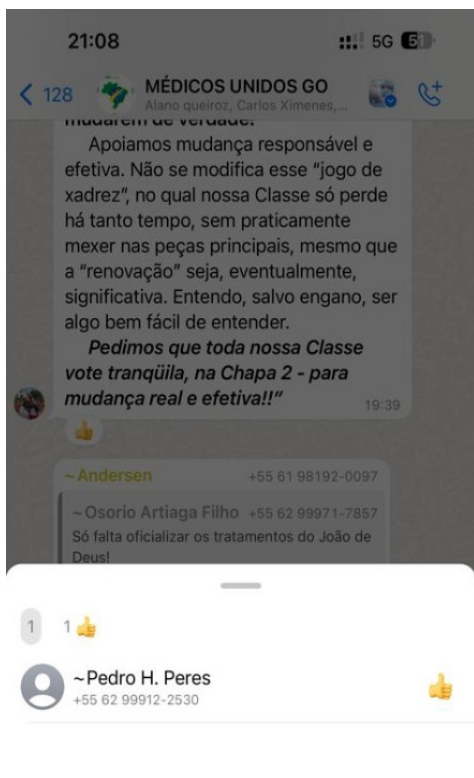 21:08
5G 51
128 MÉDICOS UNIDOS GO
Alano queiroz, Carlos Ximenes,...
mudarem de verdade!
Apoiamos mudança responsável e
efetiva. Não se modifica esse “jogo de
xadrez”, no qual nossa Classe só perde
há tanto tempo, sem praticamente
mexer nas peças principais, mesmo que
a “renovação” seja, eventualmente,
significativa. Entendo, salvo engano, ser
algo bem fácil de entender.
Pedimos que toda nossa Classe
vote tranqüila, na Chapa 2 - para
mudança real e efetiva!!”
19:39
👍
~Andersen +55 61 98192-0097
~Osorio Artiaga Filho +55 62 99971-7857
Só falta oficializar os tratamentos do João de
Deus!
1 1👍
~Pedro H. Peres
+55 62 99912-2530 👍